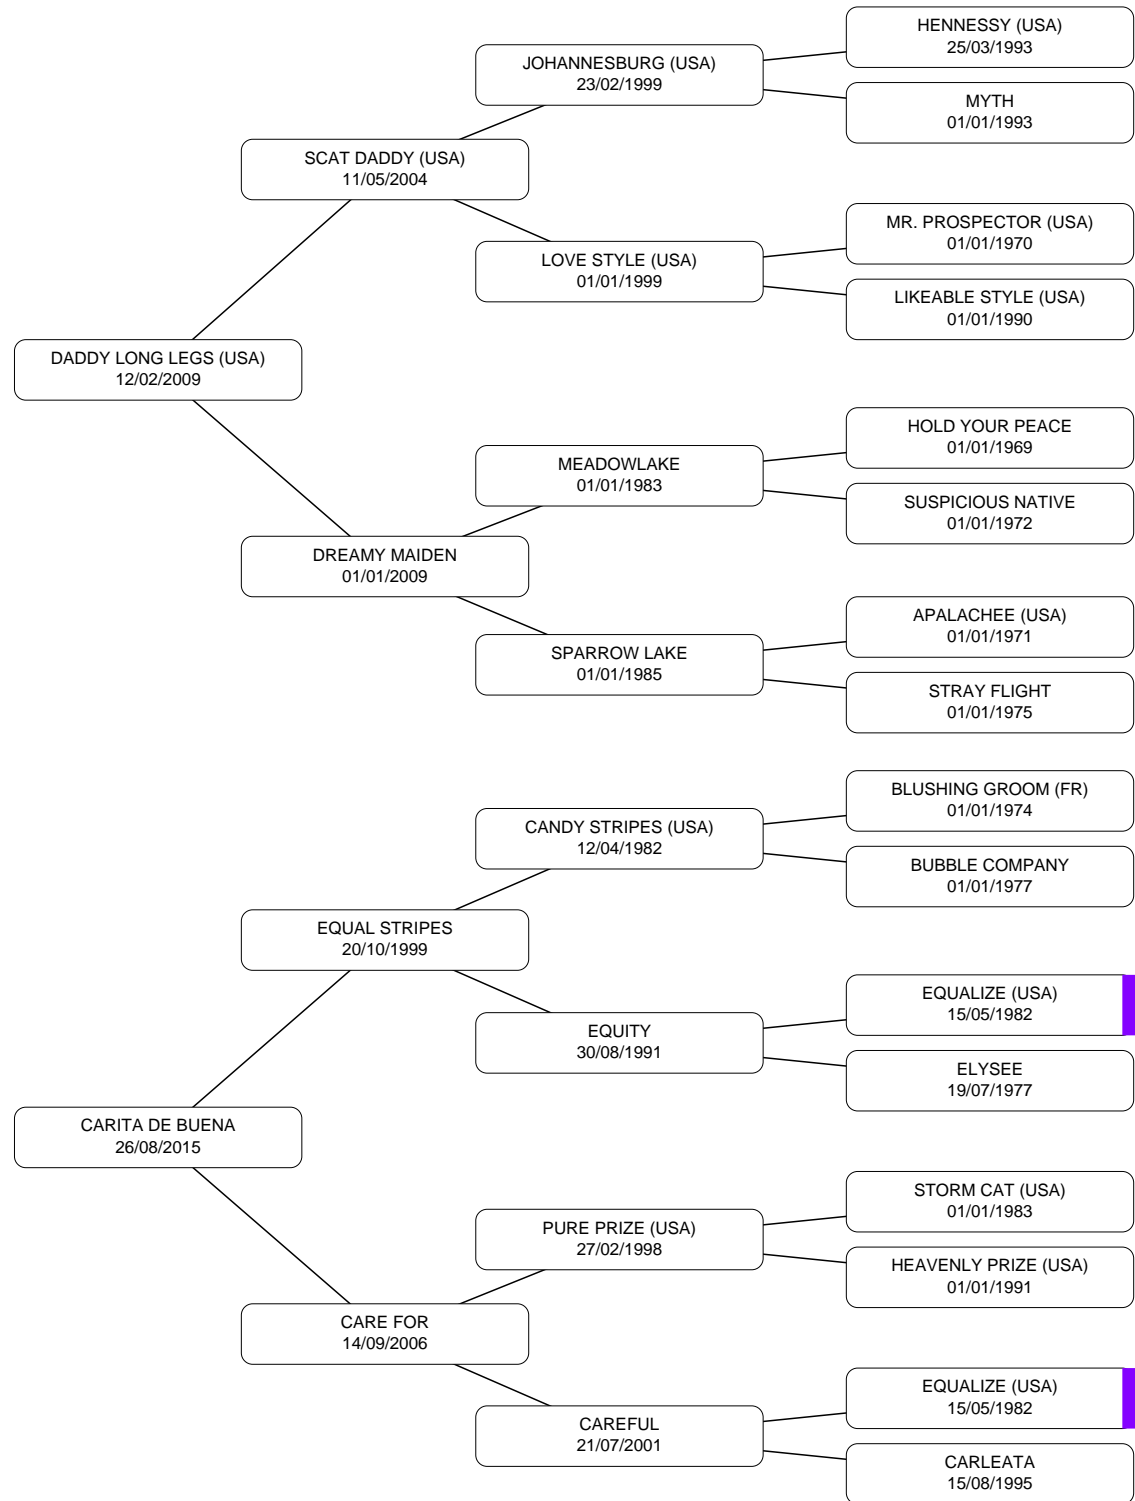 HENNESSY (USA)
25/03/1993
JOHANNESBURG (USA)
23/02/1999
MYTH
01/01/1993
SCAT DADDY (USA)
11/05/2004
MR. PROSPECTOR (USA)
01/01/1970
LOVE STYLE (USA)
01/01/1999
LIKEABLE STYLE (USA)
01/01/1990
DADDY LONG LEGS (USA)
12/02/2009
HOLD YOUR PEACE
01/01/1969
MEADOWLAKE
01/01/1983
SUSPICIOUS NATIVE
01/01/1972
DREAMY MAIDEN
01/01/2009
APALACHEE (USA)
01/01/1971
SPARROW LAKE
01/01/1985
STRAY FLIGHT
01/01/1975
BLUSHING GROOM (FR)
01/01/1974
CANDY STRIPES (USA)
12/04/1982
BUBBLE COMPANY
01/01/1977
EQUAL STRIPES
20/10/1999
EQUALIZE (USA)
15/05/1982
EQUITY
30/08/1991
ELYSEE
19/07/1977
CARITA DE BUENA
26/08/2015
STORM CAT (USA)
01/01/1983
PURE PRIZE (USA)
27/02/1998
HEAVENLY PRIZE (USA)
01/01/1991
CARE FOR
14/09/2006
EQUALIZE (USA)
15/05/1982
CAREFUL
21/07/2001
CARLEATA
15/08/1995